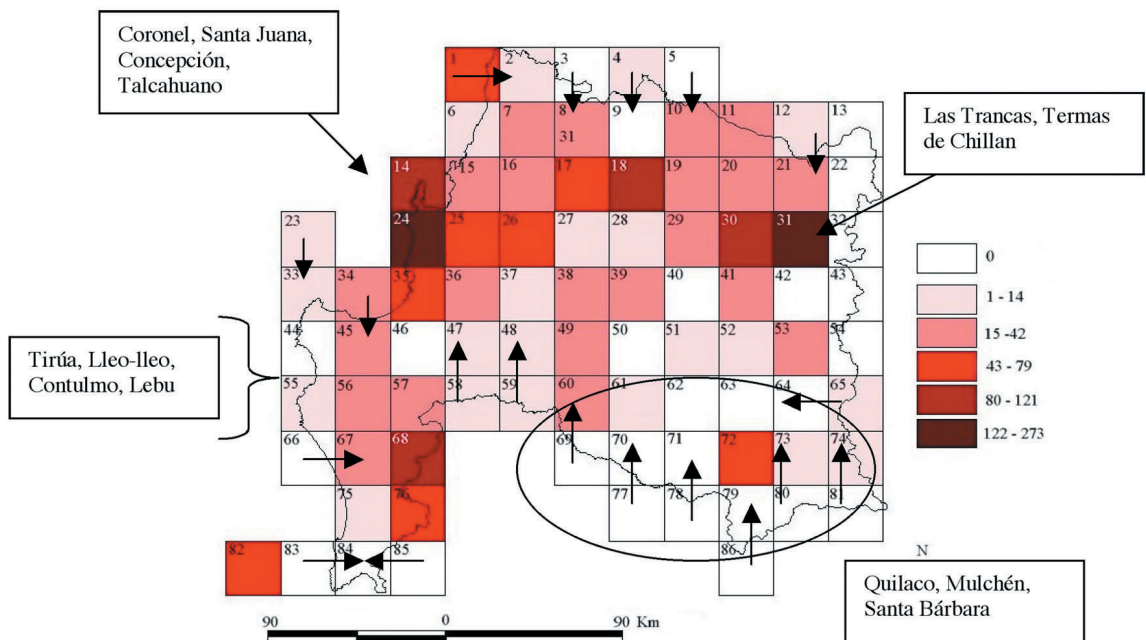 Coronel, Santa Juana,
Concepción,
Talcahuano
Las Trancas, Termas
de Chillan
Tirúa, Lleo-lleo,
Contulmo, Lebu
Quilaco, Mulchén,
Santa Bárbara
1 2 3 4 5
6 7 8 9 10 11 12 13
31
14 15 16 17 18 19 20 21 22
23 24 25 26 27 28 29 30 31 32
33 34 35 36 37 38 39 40 41 42 43
44 45 46 47 48 49 50 51 52 53 54
55 56 57 58 59 60 61 62 63 64 65
66 67 68 69 70 71 72 73 74
75 76 77 78 79 80 81
82 83 84 85 86
0
1 - 14
15 - 42
43 - 79
80 - 121
122 - 273
N
90 0 90 Km